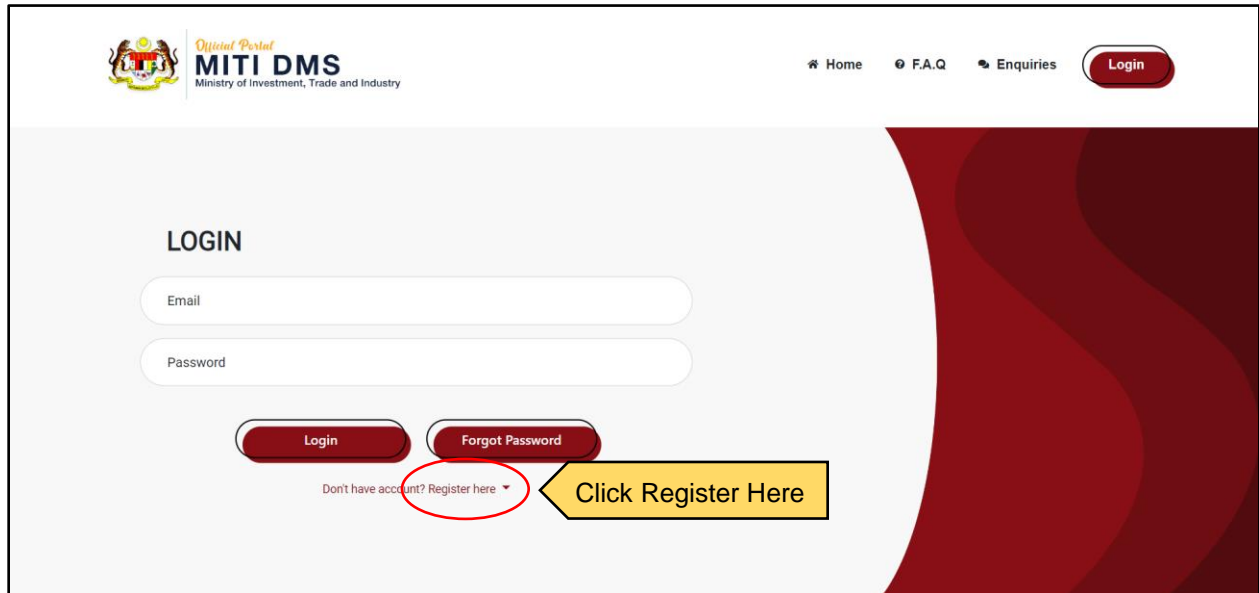 Official Portal
MITI DMS
Ministry of Investment, Trade and Industry
Home F.A.Q Enquiries Login
LOGIN
Email
Password
Login Forgot Password
Don't have account? Register here
Click Register Here